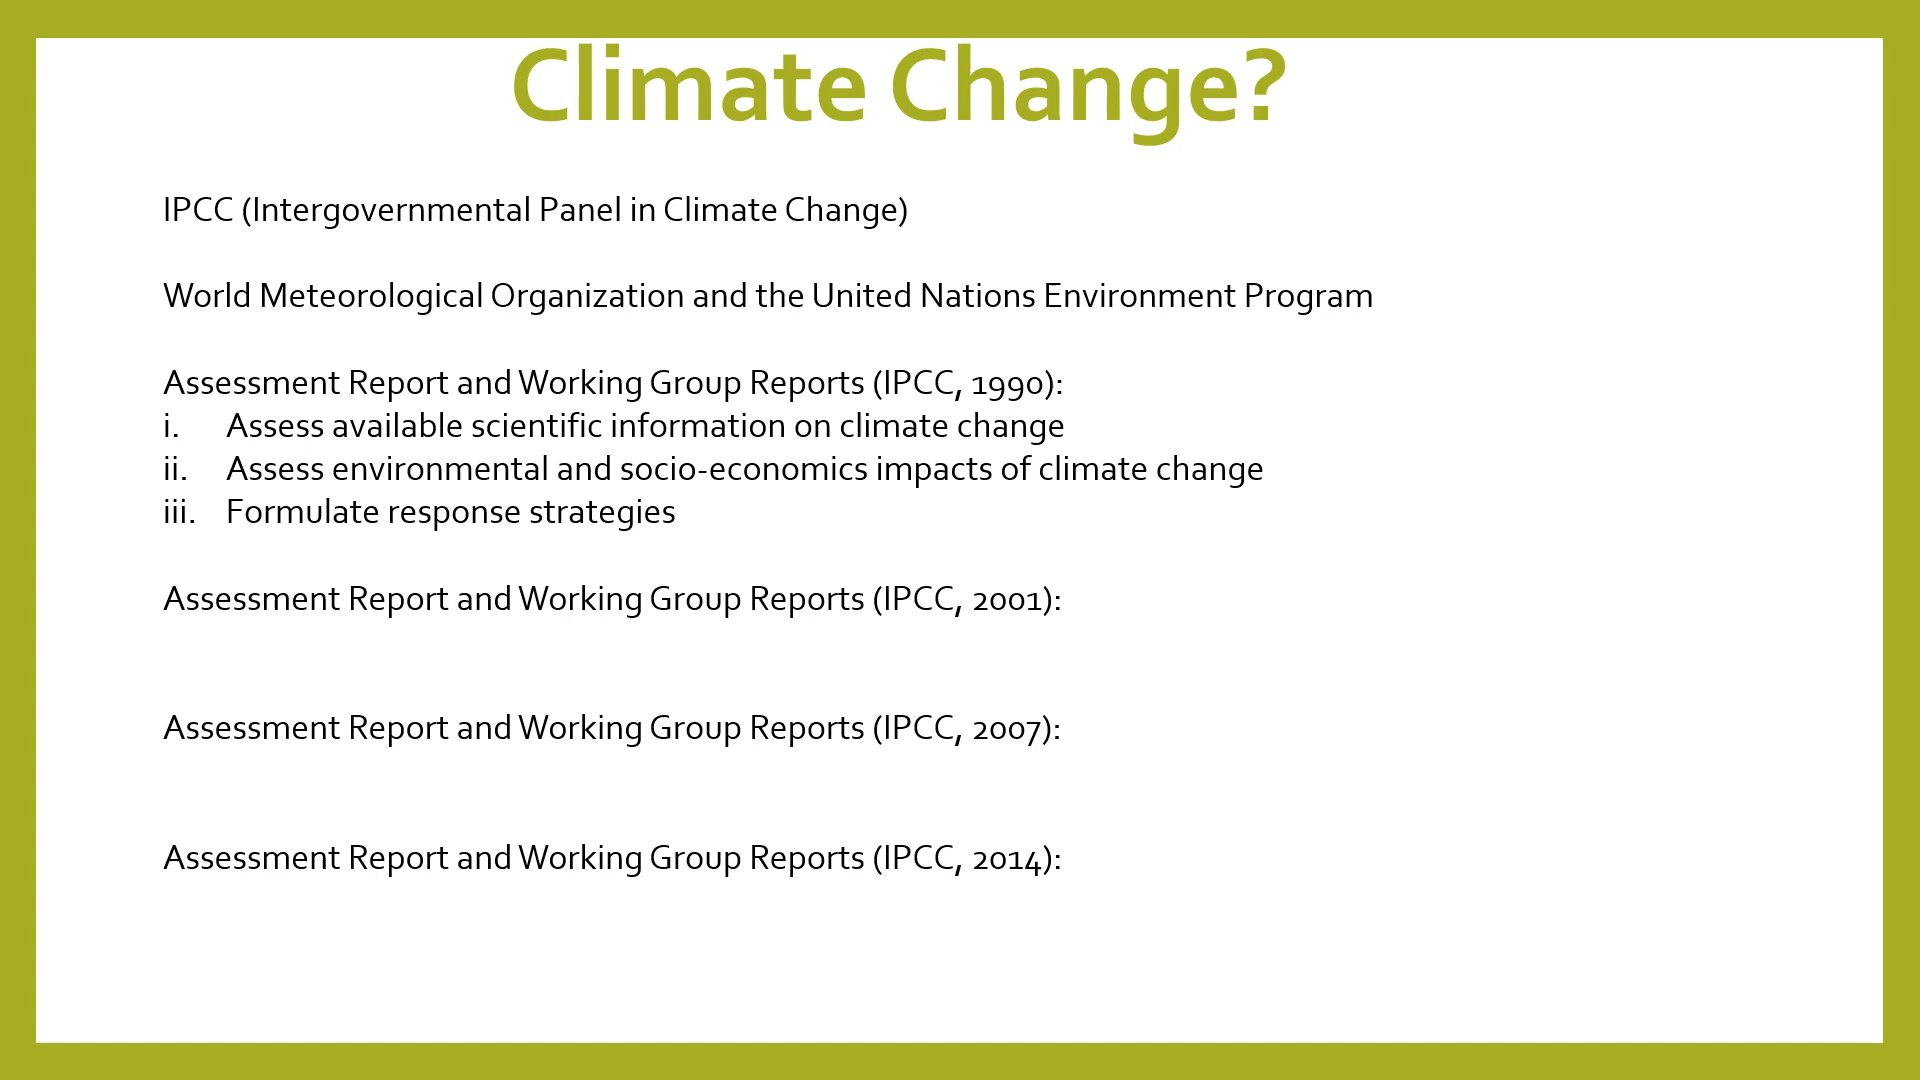 Climate Change?
IPCC (Intergovernmental Panel in Climate Change)
World Meteorological Organization and the United Nations Environment Program
Assessment Report and Working Group Reports (IPCC, 1990):
i. Assess available scientific information on climate change
ii. Assess environmental and socio-economics impacts of climate change
iii. Formulate response strategies
Assessment Report and Working Group Reports (IPCC, 2001):
Assessment Report and Working Group Reports (IPCC, 2007):
Assessment Report and Working Group Reports (IPCC, 2014):